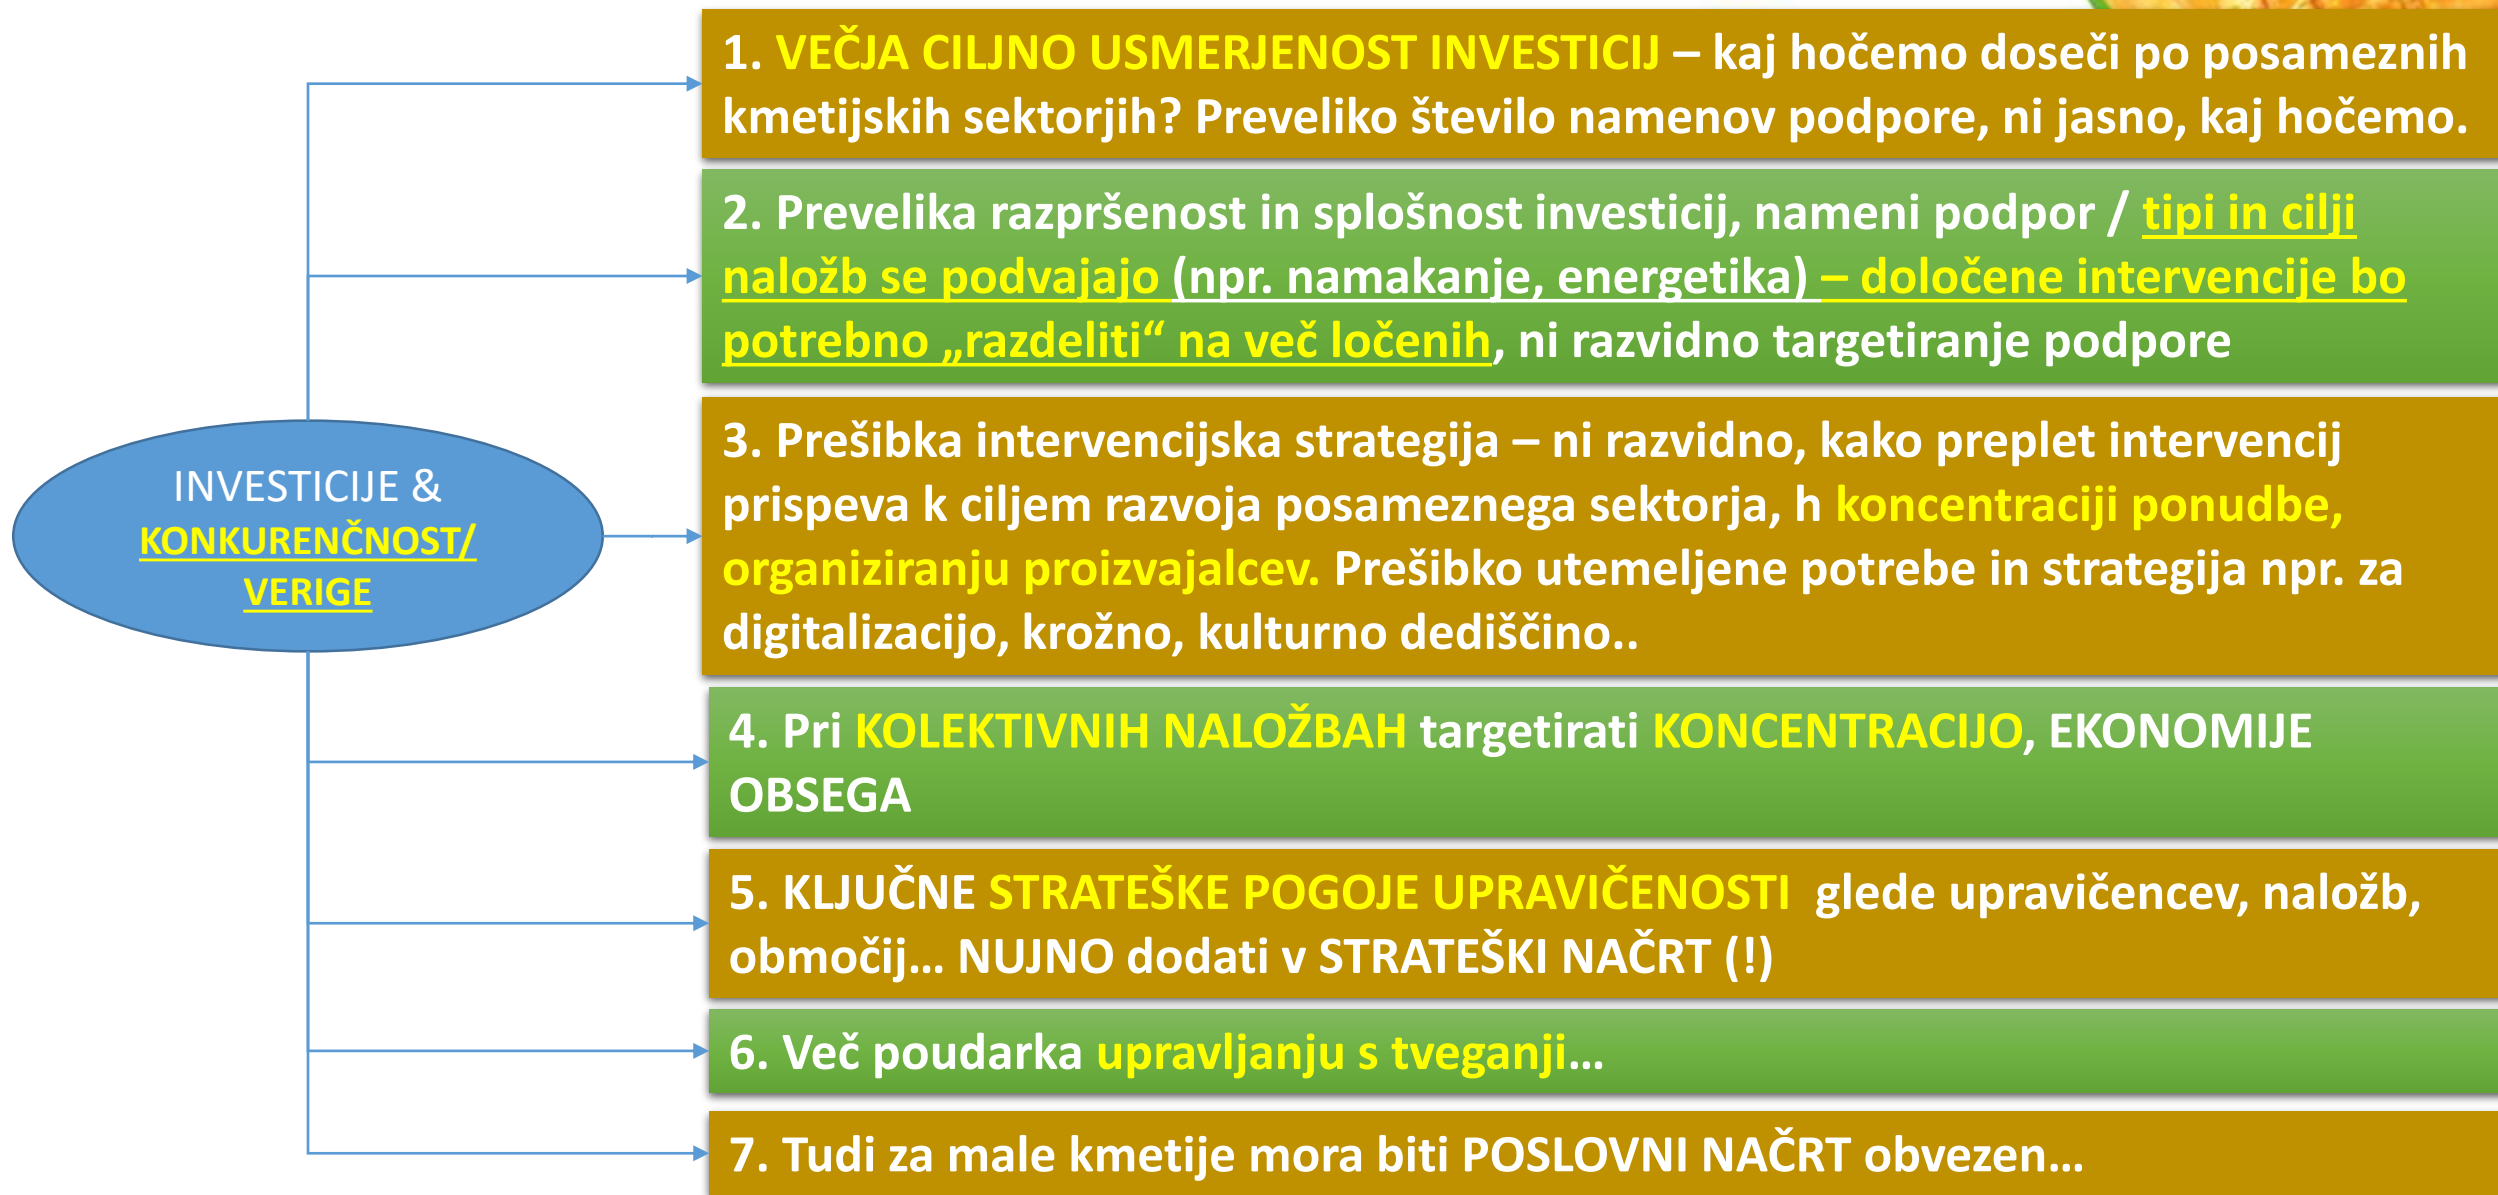 1. VEČJA CILJNO USMERJENOST INVESTICIJ – kaj hočemo doseči po posameznih
kmetijskih sektorjih? Preveliko število namenov podpore, ni jasno, kaj hočemo.
2. Prevelika razpršenost in splošnost investicij, nameni podpor / tipi in cilji
naložb se podvajajo (npr. namakanje, energetika) – določene intervencije bo
potrebno „razdeliti“ na več ločenih, ni razvidno targetiranje podpore
3. Prešibka intervencijska strategija – ni razvidno, kako preplet intervencij
prispeva k ciljem razvoja posameznega sektorja, h koncentraciji ponudbe,
organiziranju proizvajalcev. Prešibko utemeljene potrebe in strategija npr. za
digitalizacijo, krožno, kulturno dediščino..
INVESTICIJE &
KONKURENČNOST/
VERIGE
4. Pri KOLEKTIVNIH NALOŽBAH targetirati KONCENTRACIJO, EKONOMIJE
OBSEGA
5. KLJUČNE STRATEŠKE POGOJE UPRAVIČENOSTI glede upravičencev, naložb,
območij… NUJNO dodati v STRATEŠKI NAČRT (!)
6. Več poudarka upravljanju s tveganji…
7. Tudi za male kmetije mora biti POSLOVNI NAČRT obvezen….